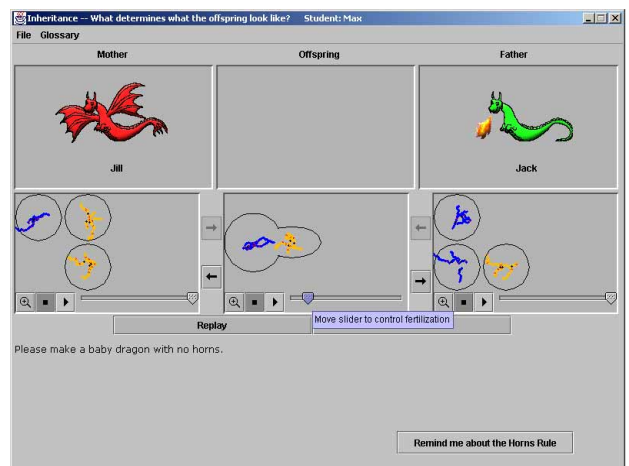 Inheritance -- What determines what the offspring look like? Student: Max
File Glossary
Mother Offspring Father
Jill Jack
Replay
Move slider to control fertilization
Please make a baby dragon with no horns.
Remind me about the Horns Rule